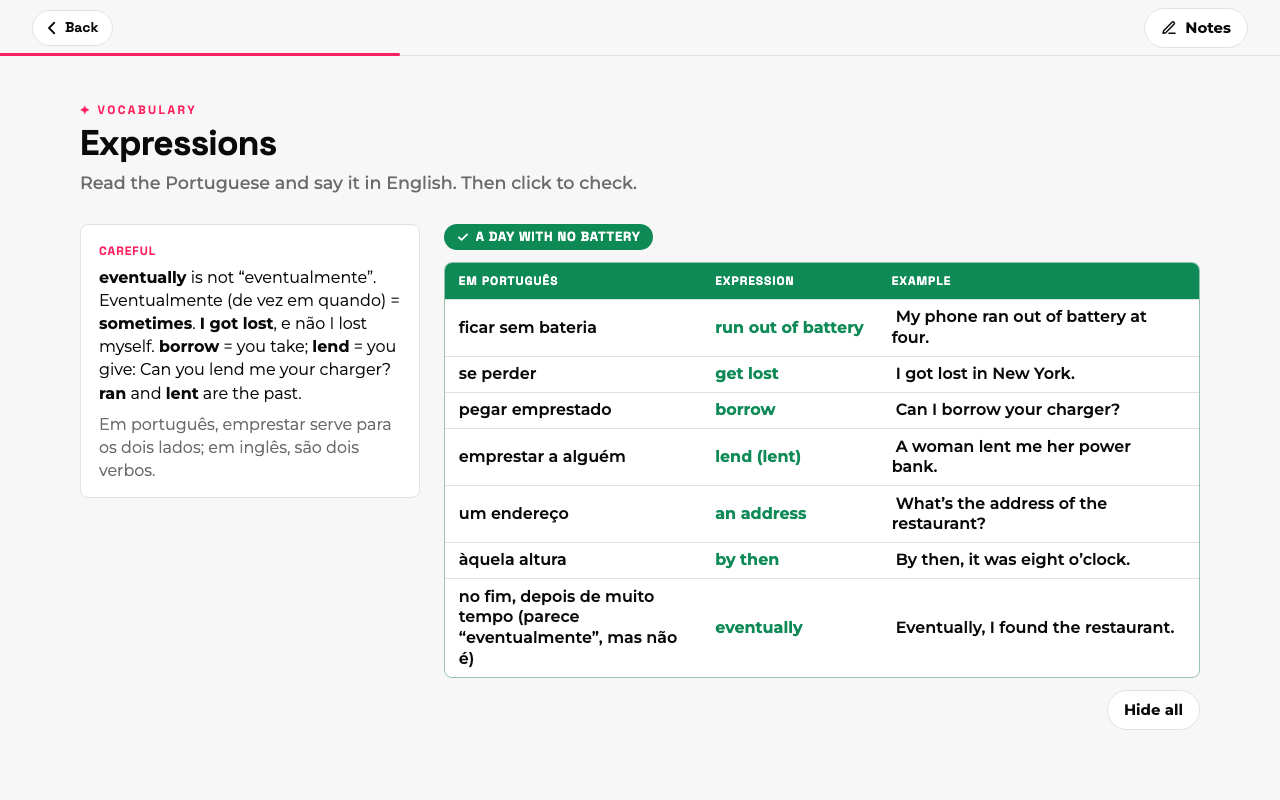 Back
Notes
VOCABULARY
Expressions
Read the Portuguese and say it in English. Then click to check.
CAREFUL
eventually is not “eventualmente”.
Eventualmente (de vez em quando) =
sometimes. I got lost, e não I lost
myself. borrow = you take; lend = you
give: Can you lend me your charger?
ran and lent are the past.
Em português, emprestar serve para
os dois lados; em inglês, são dois
verbos.
A DAY WITH NO BATTERY
EM PORTUGUÊS EXPRESSION EXAMPLE
ficar sem bateria run out of battery My phone ran out of battery at
four.
se perder get lost I got lost in New York.
pegar emprestado borrow Can I borrow your charger?
emprestar a alguém lend (lent) A woman lent me her power
bank.
um endereço an address What’s the address of the
restaurant?
àquela altura by then By then, it was eight o’clock.
no fim, depois de muito
tempo (parece
“eventualmente”, mas não
é) eventually Eventually, I found the restaurant.
Hide all